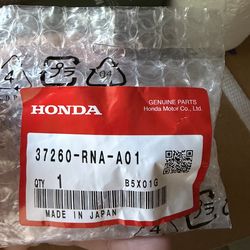 HONDA
GENUINE PARTS
Honda Motor Co., Ltd.
37260-RNA-A01
QTY 1 B5X01G
MADE IN JAPAN